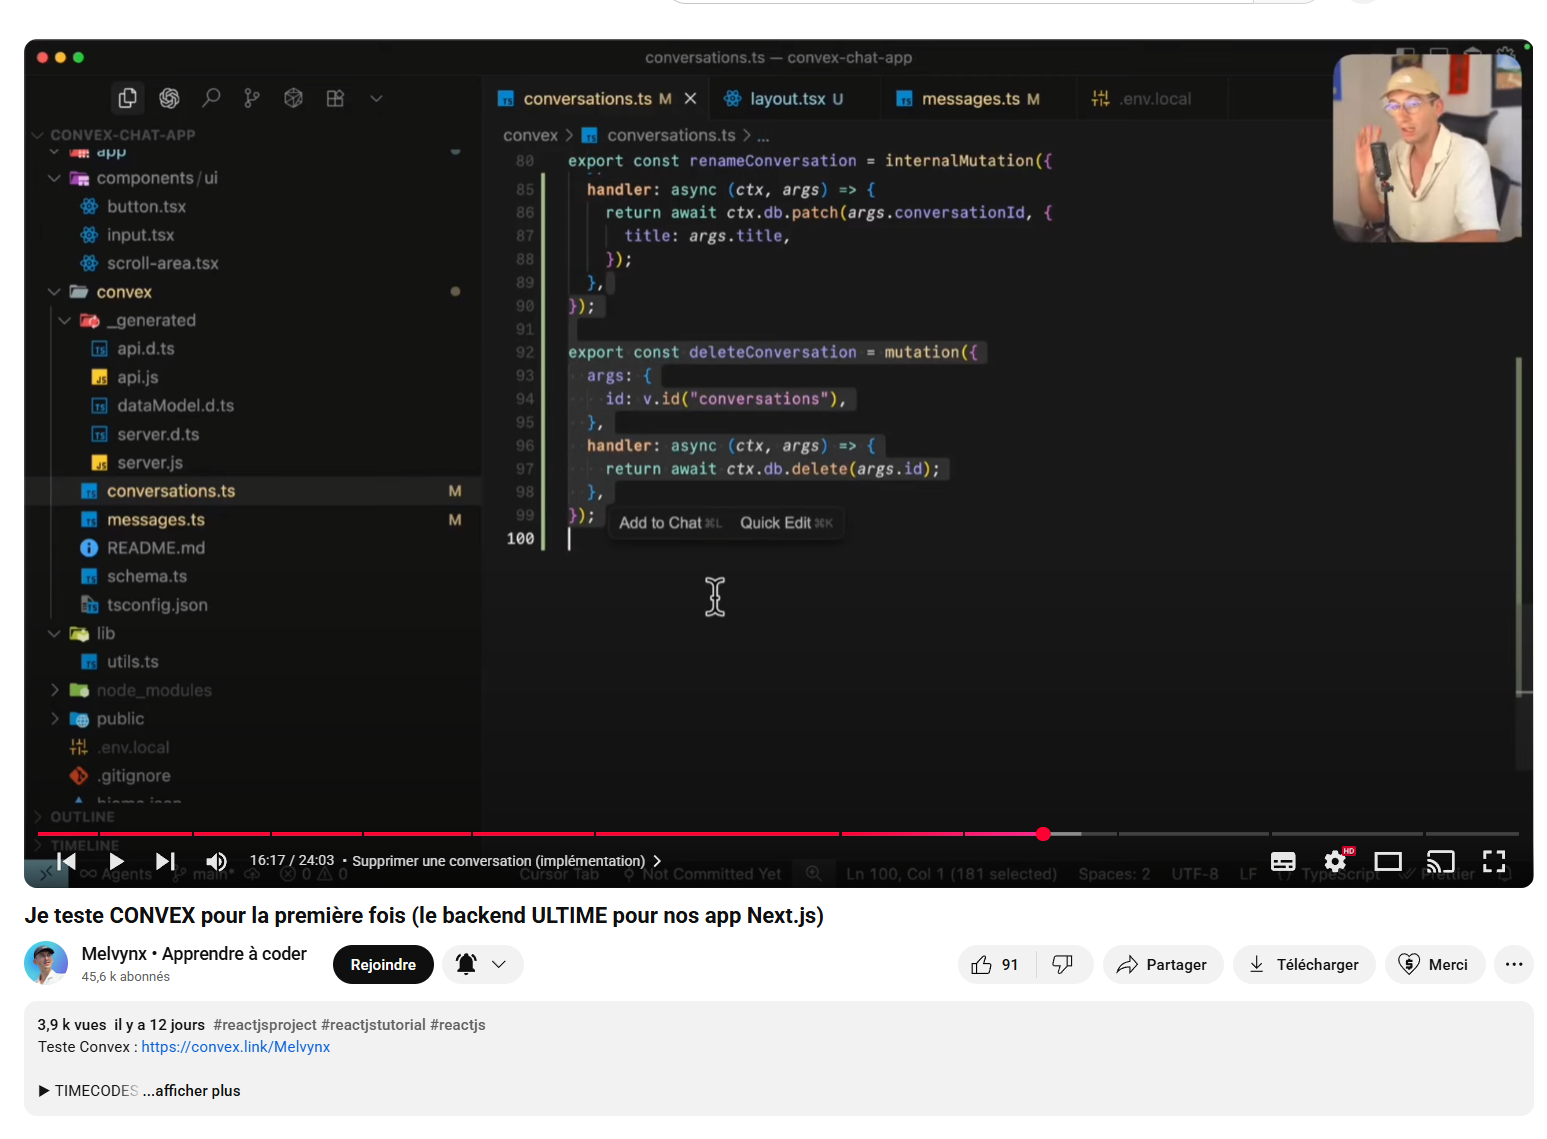 conversations.ts — convex-chat-app
conversations.ts M
layout.tsx U
messages.ts M
.env.local
CONVEX-CHAT-APP
convex > conversations.ts > ...
app
components/ui
button.tsx
input.tsx
scroll-area.tsx
convex
_generated
api.d.ts
api.js
dataModel.d.ts
server.d.ts
server.js
conversations.ts M
messages.ts M
README.md
schema.ts
tsconfig.json
lib
utils.ts
node_modules
public
.env.local
.gitignore
biome.json
OUTLINE
TIMELINE
80 export const renameConversation = internalMutation({
85 handler: async (ctx, args) => {
86 return await ctx.db.patch(args.conversationId, {
87 title: args.title,
88 });
89 },
90 });
91
92 export const deleteConversation = mutation({
93 args: {
94 id: v.id("conversations"),
95 },
96 handler: async (ctx, args) => {
97 return await ctx.db.delete(args.id);
98 },
99 });
Add to Chat ⌘L Quick Edit ⌘K
100
16:17 / 24:03 • Supprimer une conversation (implémentation) >
HD
Agents main* 0 0 Cursor Tab Not Committed Yet Ln 100, Col 1 (181 selected) Spaces: 2 UTF-8 LF {} TypeScript Prettier
Je teste CONVEX pour la première fois (le backend ULTIME pour nos app Next.js)
Melvynx • Apprendre à coder
45,6 k abonnés
Rejoindre
91
Partager
Télécharger
Merci
3,9 k vues il y a 12 jours #reactjsproject #reactjstutorial #reactjs
Teste Convex : https://convex.link/Melvynx
▶ TIMECODES ...afficher plus